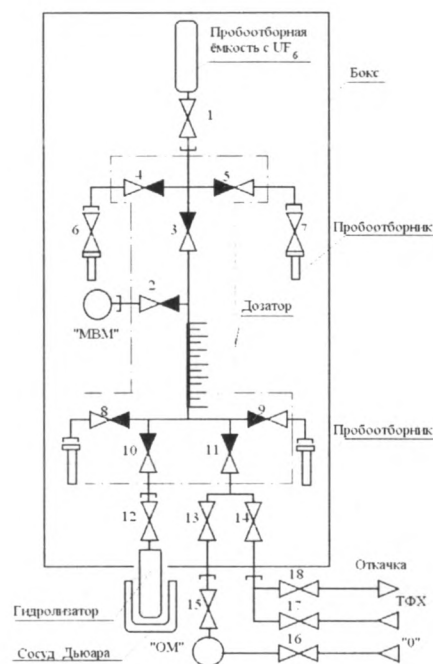 Пробоотборная
ёмкость с UF6
Бокс
1
4
5
6
3
7
Пробоотборник
2
"МВМ"
Дозатор
8
9
Пробоотборник
10
11
12
13
14
Откачка
18
ТФХ
Гидролизатор
15
17
Сосуд Дьюара
"ОМ"
16
"0"